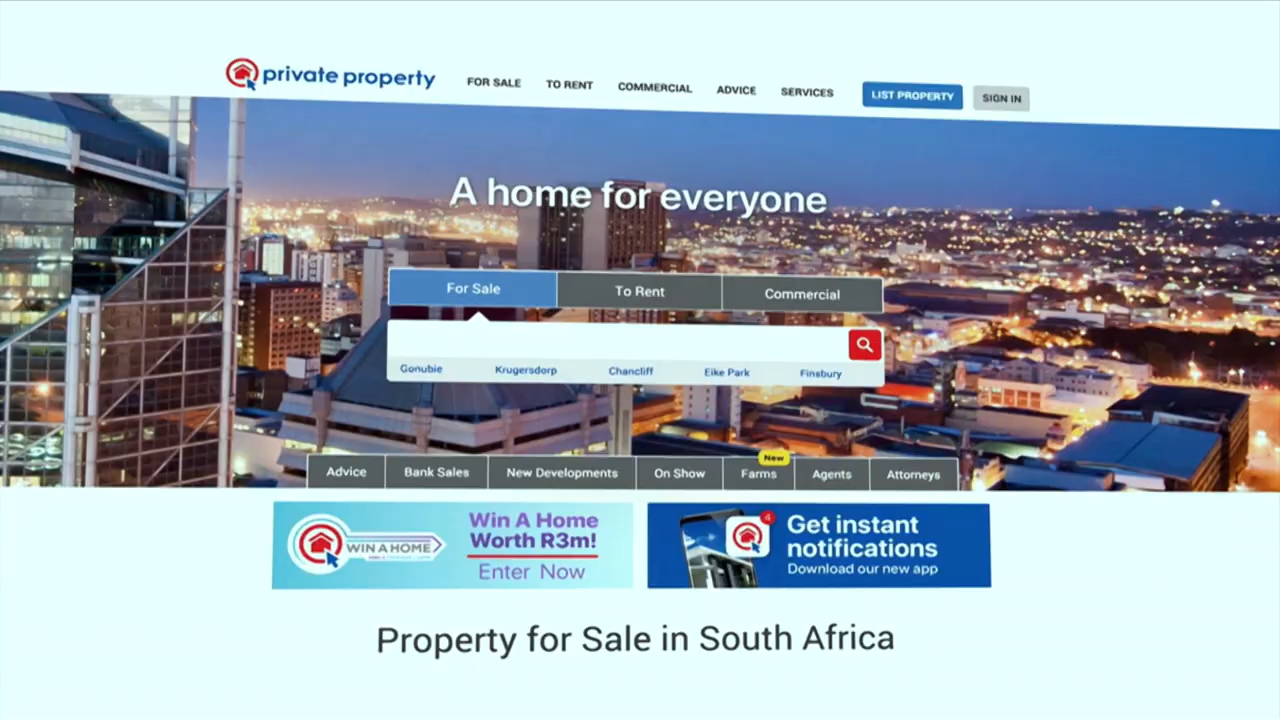 private property
FOR SALE
TO RENT
COMMERCIAL
ADVICE
SERVICES
LIST PROPERTY
SIGN IN
A home for everyone
For Sale
To Rent
Commercial
Gonubie
Krugersdorp
Chancliff
Eike Park
Finsbury
New
Advice
Bank Sales
New Developments
On Show
Farms
Agents
Attorneys
WIN A HOME
Win A Home
Worth R3m!
Enter Now
4
Get instant
notifications
Download our new app
Property for Sale in South Africa